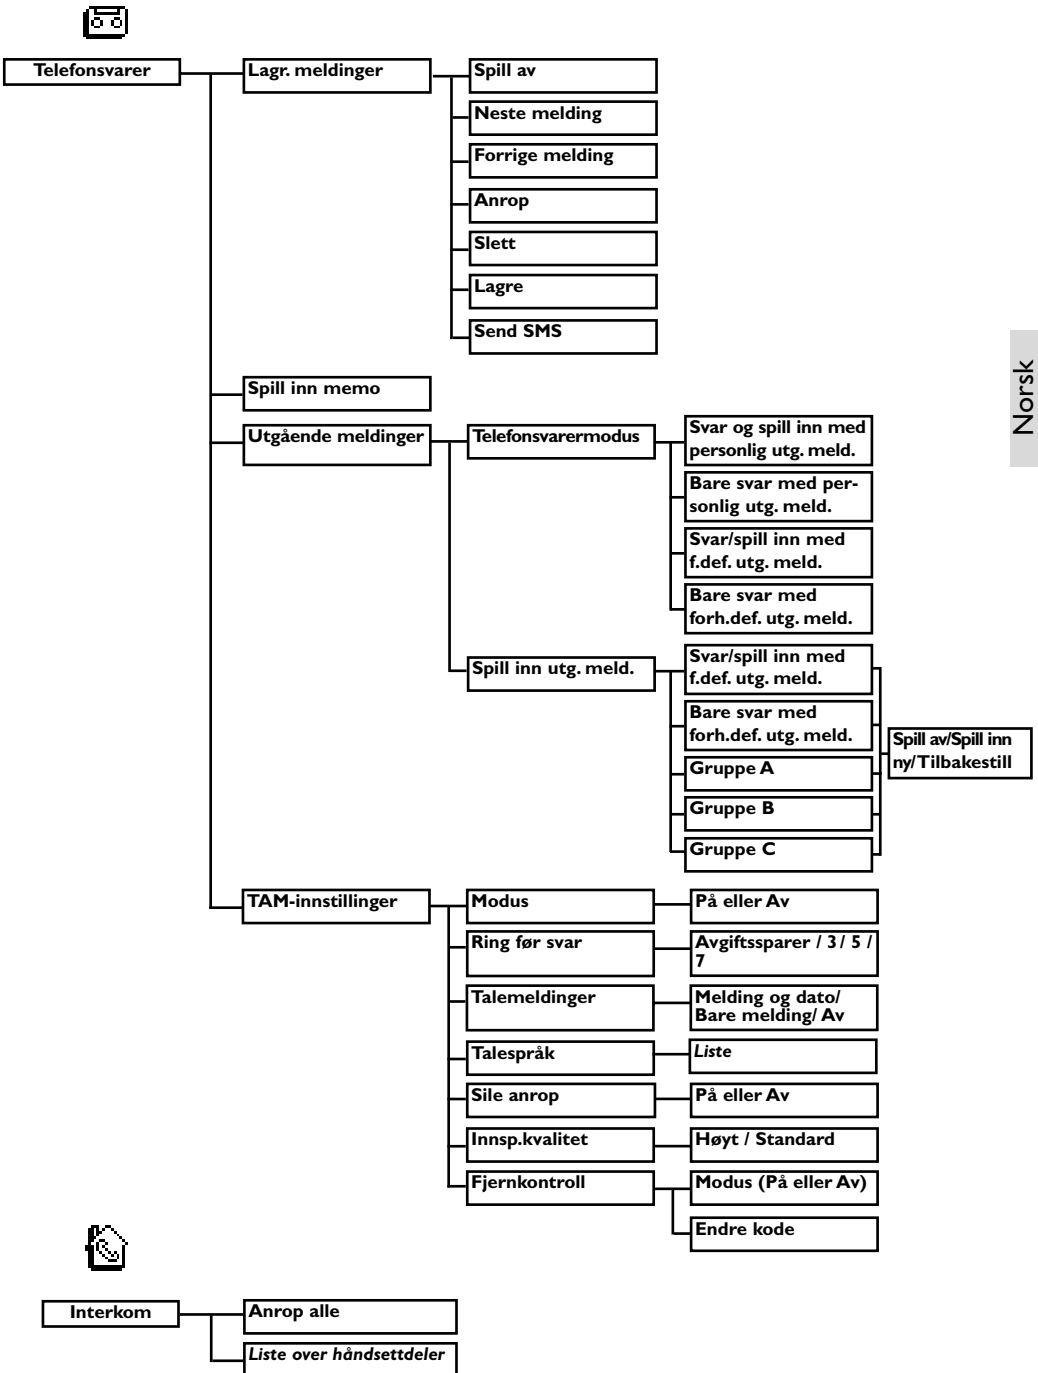 Telefonsvarer
Lagr. meldinger
Spill av
Neste melding
Forrige melding
Anrop
Slett
Lagre
Send SMS
Spill inn memo
Utgående meldinger
Telefonsvarermodus
Svar og spill inn med
personlig utg. meld.
Bare svar med per-
sonlig utg. meld.
Svar/spill inn med
f.def. utg. meld.
Bare svar med
forh.def. utg. meld.
Spill inn utg. meld.
Svar/spill inn med
f.def. utg. meld.
Bare svar med
forh.def. utg. meld.
Gruppe A
Gruppe B
Gruppe C
Spill av/Spill inn
ny/Tilbakestill
TAM-innstillinger
Modus
På eller Av
Ring før svar
Avgiftssparer / 3 / 5 /
7
Talemeldinger
Melding og dato/
Bare melding/ Av
Talespråk
Liste
Sile anrop
På eller Av
Innsp.kvalitet
Høyt / Standard
Fjernkontroll
Modus (På eller Av)
Endre kode
Interkom
Anrop alle
Liste over håndsettdeler
Norsk